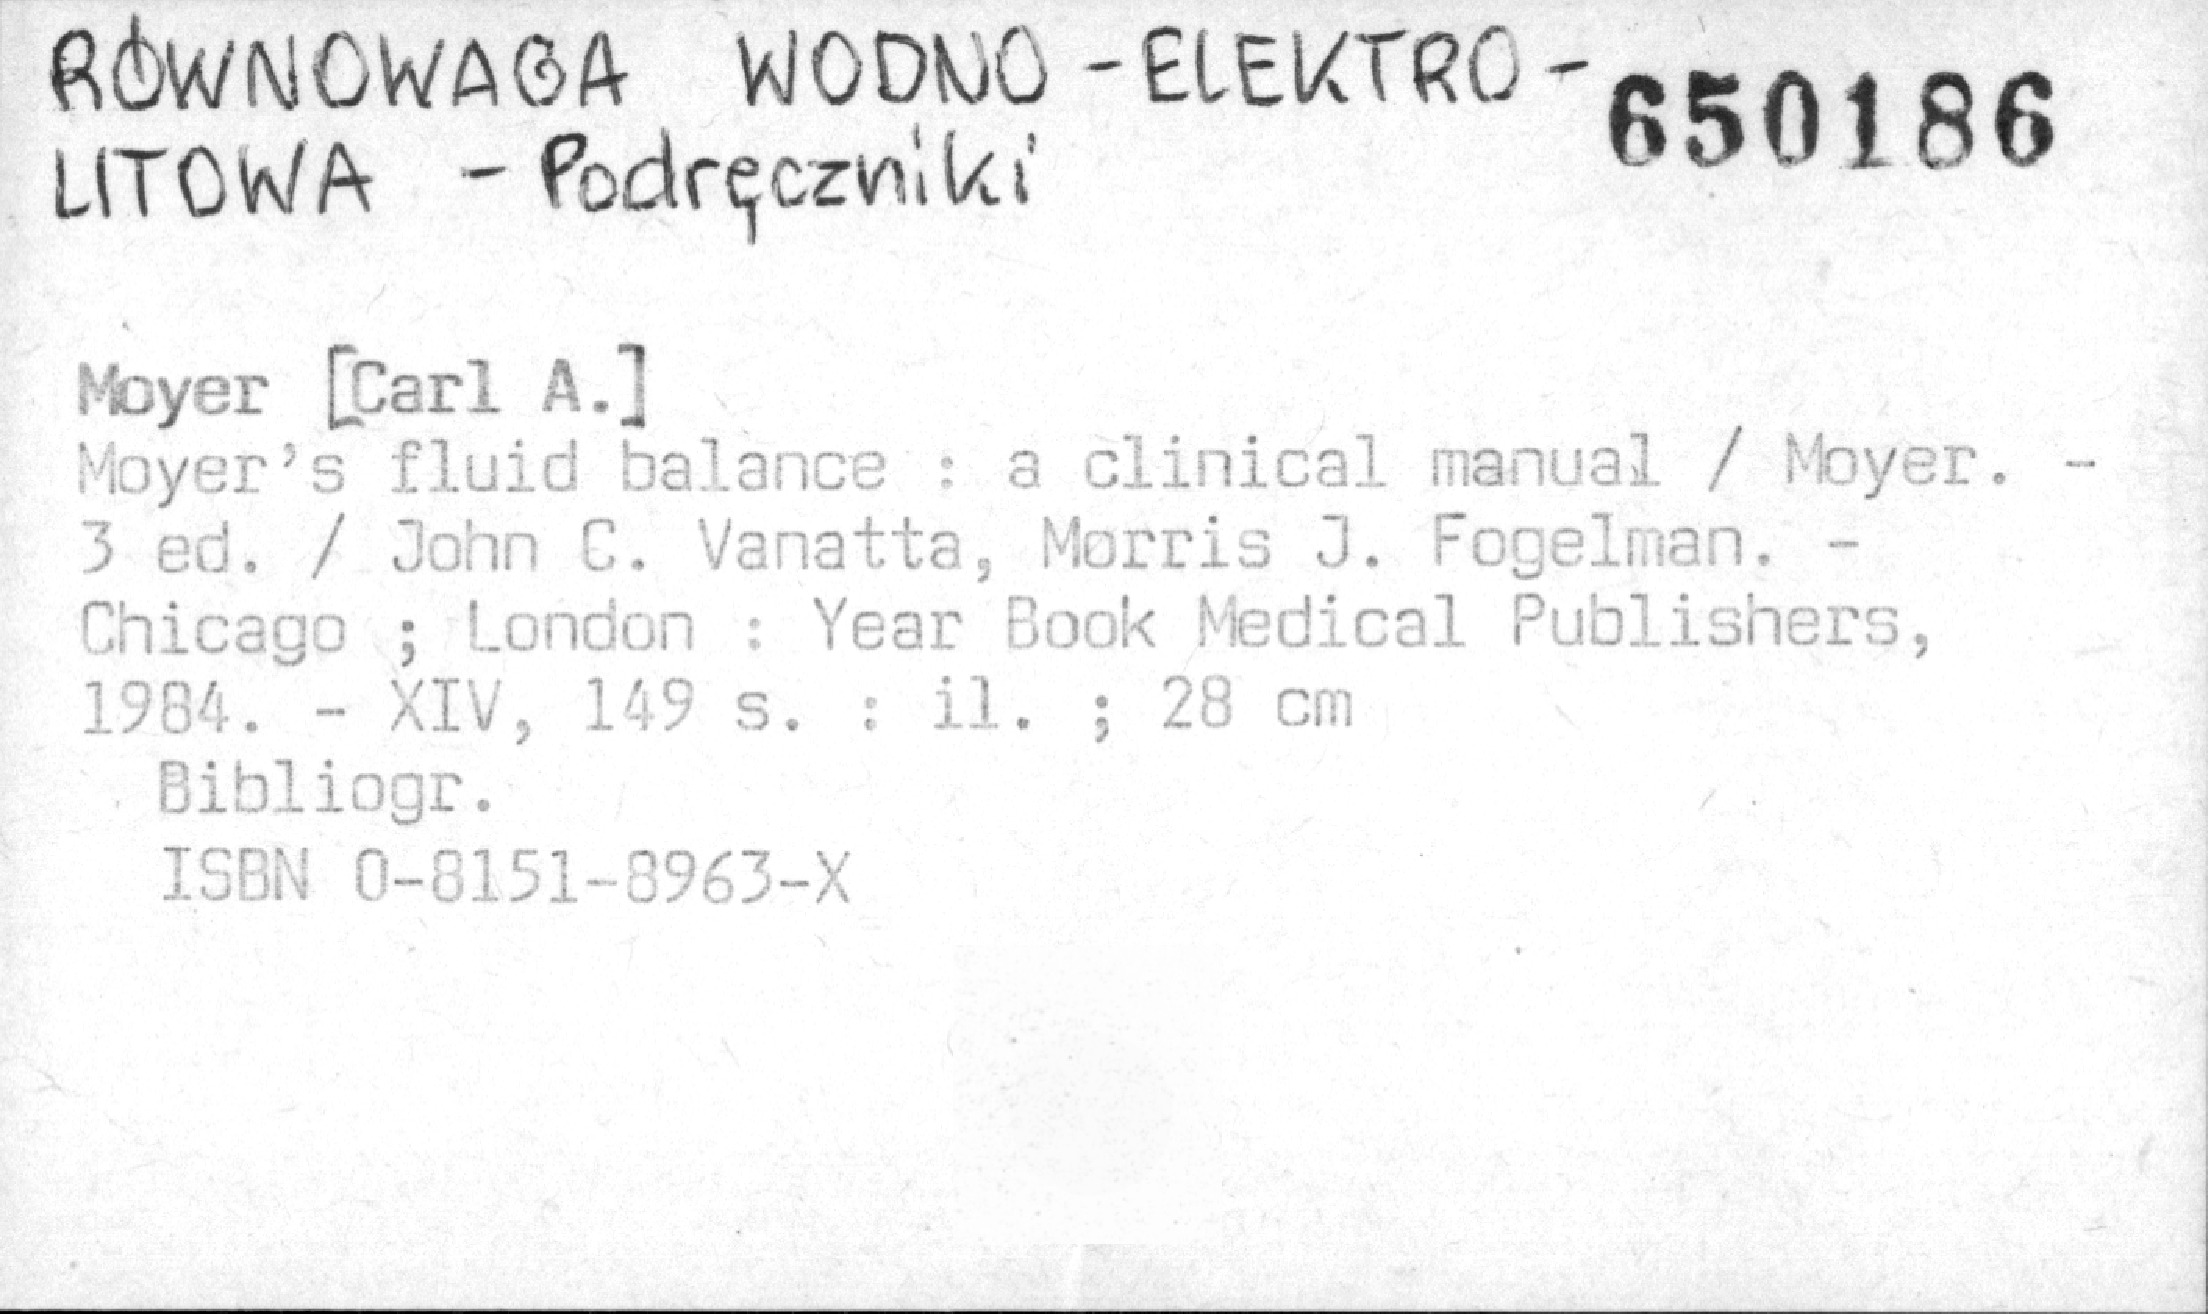 RÓWNOWAGA WODNO-ELEKTRO- 650186
LITOWA - Podręczniki
Moyer [Carl A.]
Moyer's fluid balance : a clinical manual / Moyer. -
3 ed. / John C. Vanatta, Morris J. Fogelman. -
Chicago ; London : Year Book Medical Publishers,
1984. - XIV, 149 s. : il. ; 28 cm
Bibliogr.
ISBN 0-8151-8963-X